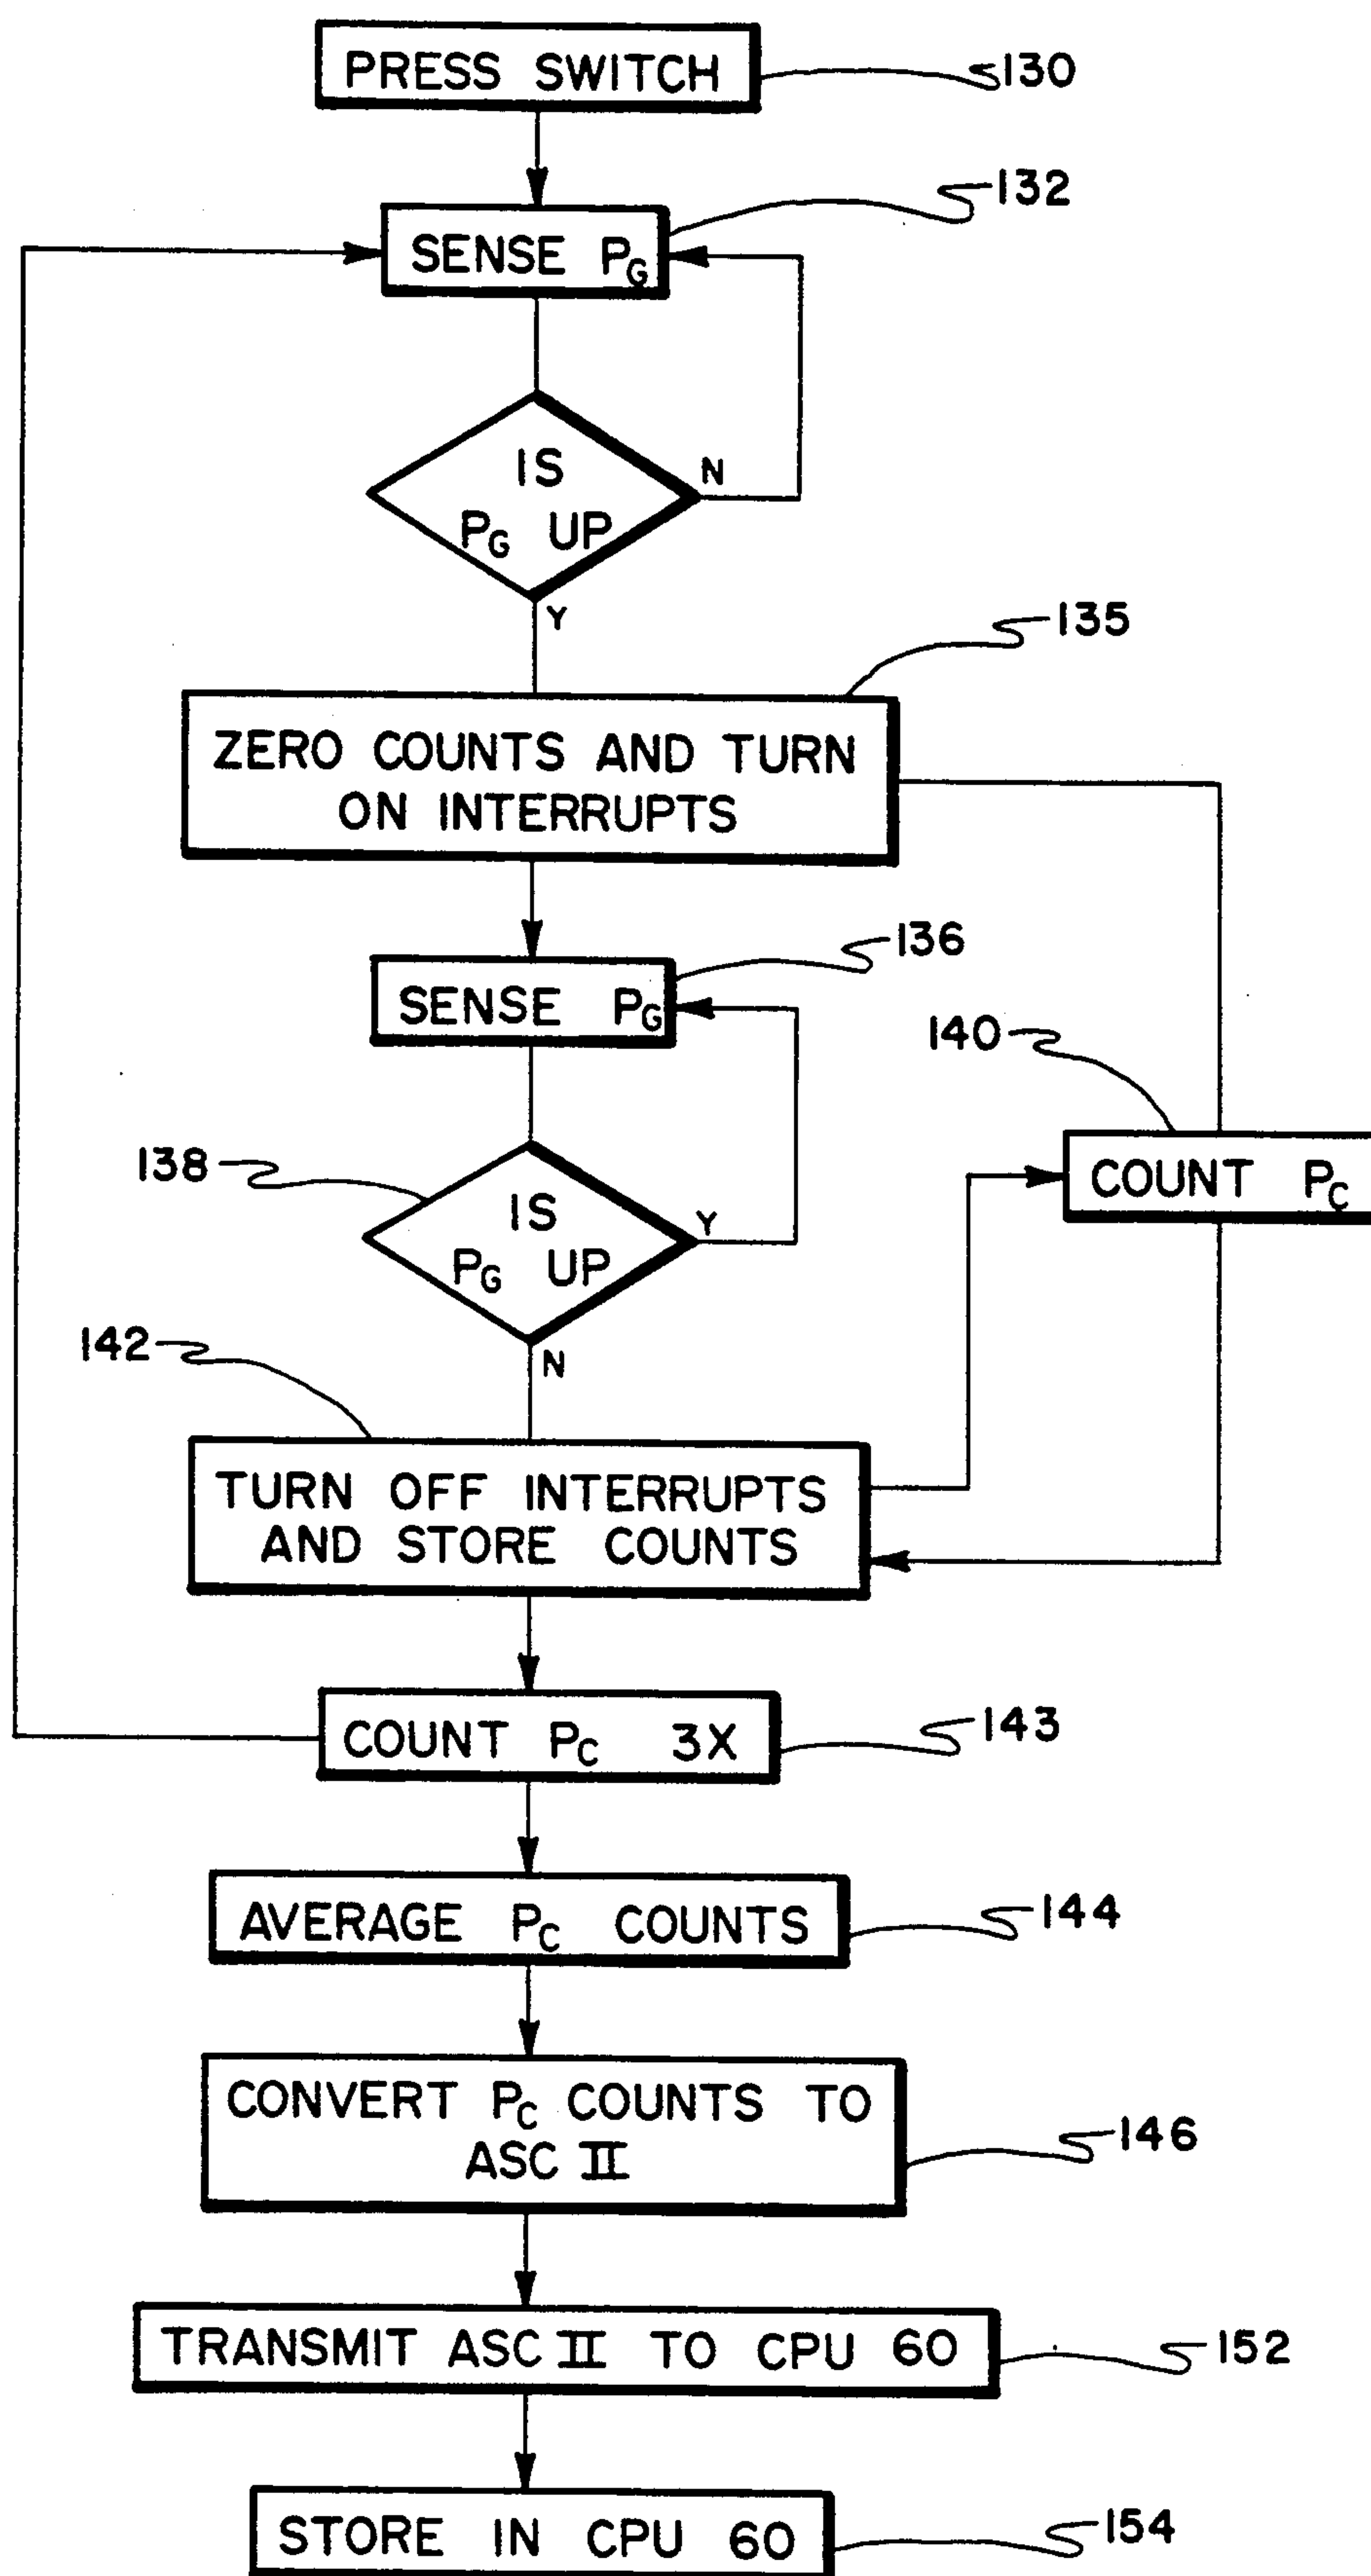 PRESS SWITCH
130
SENSE PG
132
IS
PG UP
N
Y
135
ZERO COUNTS AND TURN
ON INTERRUPTS
136
SENSE PG
140
COUNT PC
138
IS
PG UP
Y
N
142
TURN OFF INTERRUPTS
AND STORE COUNTS
COUNT PC 3X
143
AVERAGE PC COUNTS
144
CONVERT PC COUNTS TO
ASC II
146
TRANSMIT ASC II TO CPU 60
152
STORE IN CPU 60
154